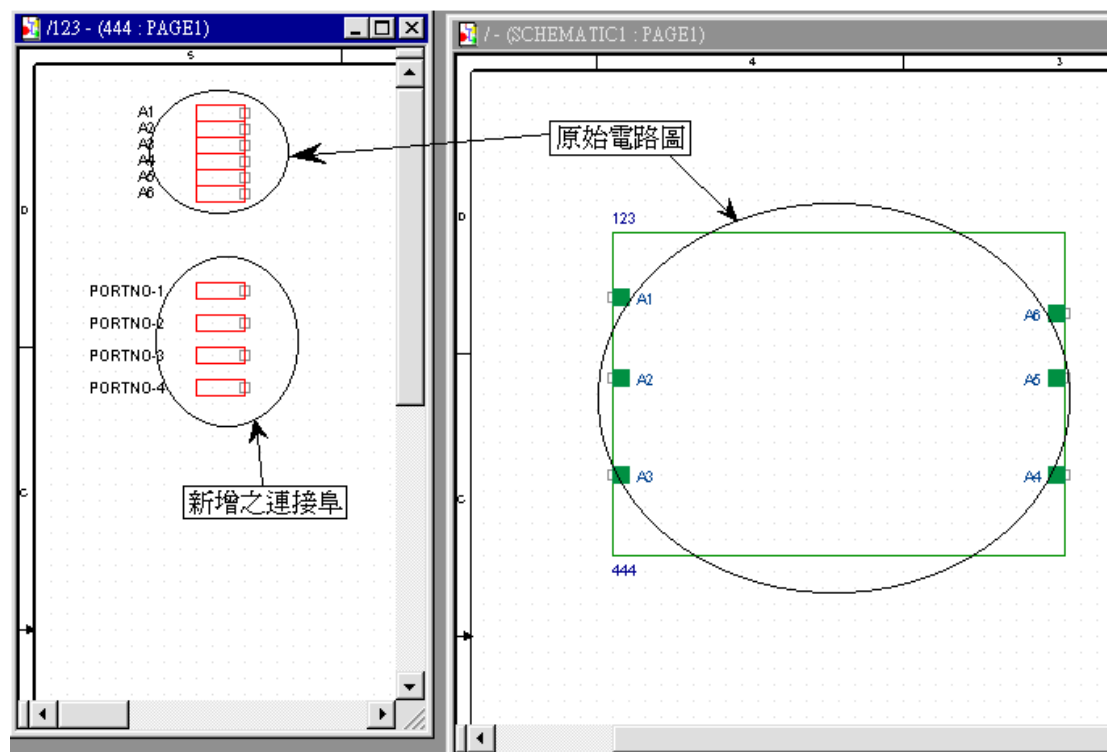 /123 - (444 : PAGE1)
5
A1
A2
A3
A4
A5
A6
D
PORTNO-1
PORTNO-2
PORTNO-3
PORTNO-4
C
新增之連接阜
原始電路圖
/ - (SCHEMATIC1 : PAGE1)
4
3
D
123
A1
A6
A2
A5
A3
A4
C
444